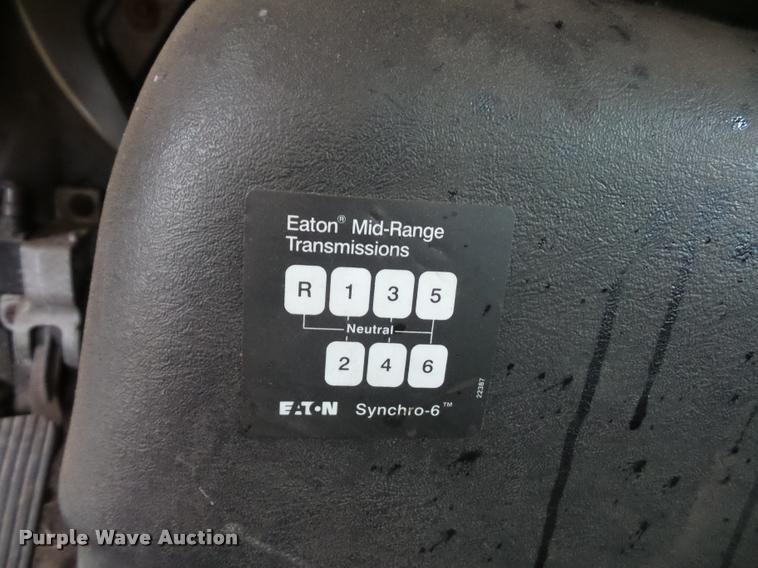 Eaton® Mid-Range
Transmissions
R 1 3 5
Neutral
2 4 6
EATON Synchro-6™
22387
Purple Wave Auction